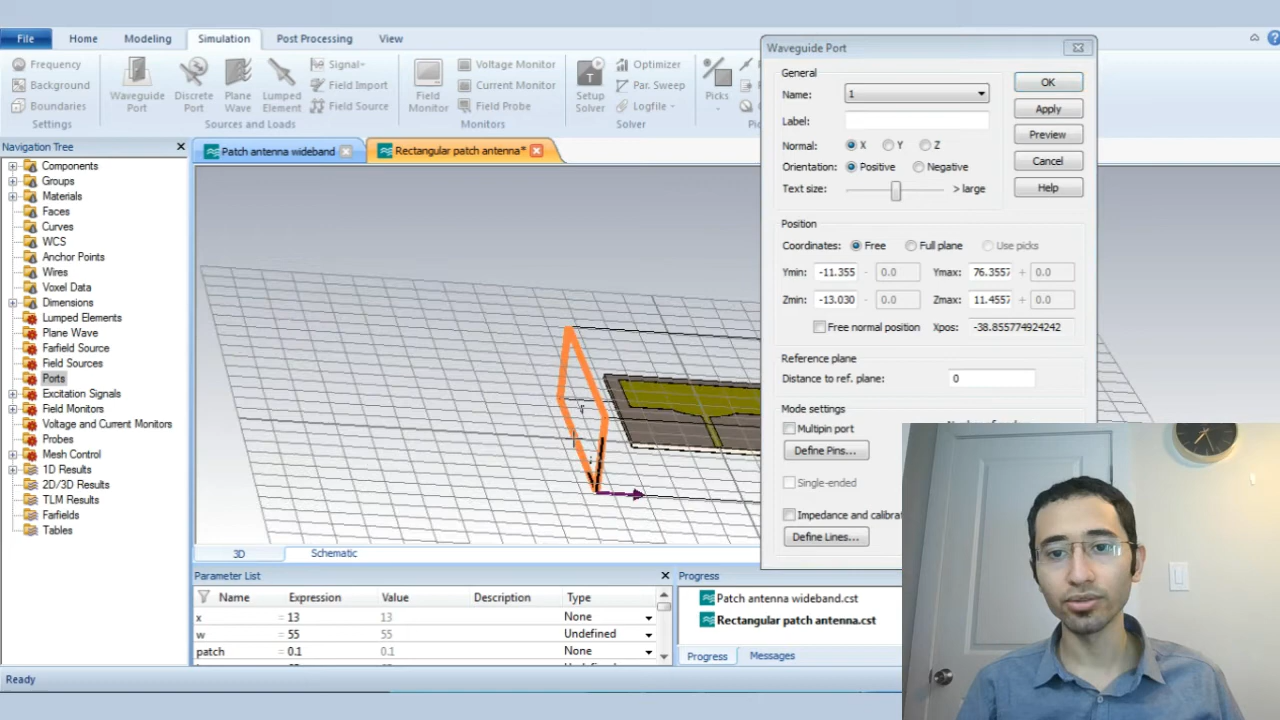 File Home Modeling Simulation Post Processing View
Frequency
Background
Boundaries
Settings
Waveguide Port
Discrete Port
Plane Wave
Lumped Element
Signal
Field Import
Field Source
Sources and Loads
Field Monitor
Voltage Monitor
Current Monitor
Field Probe
Monitors
Setup Solver
Optimizer
Par. Sweep
Logfile
Solver
Picks
Navigation Tree
Components
Groups
Materials
Faces
Curves
WCS
Anchor Points
Wires
Voxel Data
Dimensions
Lumped Elements
Plane Wave
Farfield Source
Field Sources
Ports
Excitation Signals
Field Monitors
Voltage and Current Monitors
Probes
Mesh Control
1D Results
2D/3D Results
TLM Results
Farfields
Tables
Patch antenna wideband
Rectangular patch antenna*
3D Schematic
Waveguide Port
General
Name: 1
Label:
Normal: X Y Z
Orientation: Positive Negative
Text size: > large
OK
Apply
Preview
Cancel
Help
Position
Coordinates: Free Full plane Use picks
Ymin: -11.355 - 0.0 Ymax: 76.3557 + 0.0
Zmin: -13.030 - 0.0 Zmax: 11.4557 + 0.0
Free normal position Xpos: -38.855774924242
Reference plane
Distance to ref. plane: 0
Mode settings
Multipin port
Define Pins...
Single-ended
Impedance and calibrat
Define Lines...
Parameter List
Name Expression Value Description Type
x = 13 13 None
w = 55 55 Undefined
patch = 0.1 0.1 None
Progress
Patch antenna wideband.cst
Rectangular patch antenna.cst
Progress Messages
Ready